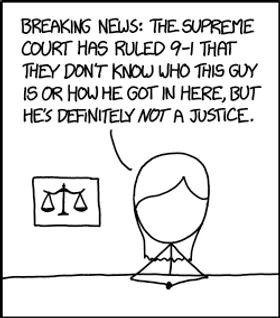 BREAKING NEWS: THE SUPREME
COURT HAS RULED 9-1 THAT
THEY DON'T KNOW WHO THIS GUY
IS OR HOW HE GOT IN HERE, BUT
HE'S DEFINITELY NOT A JUSTICE.